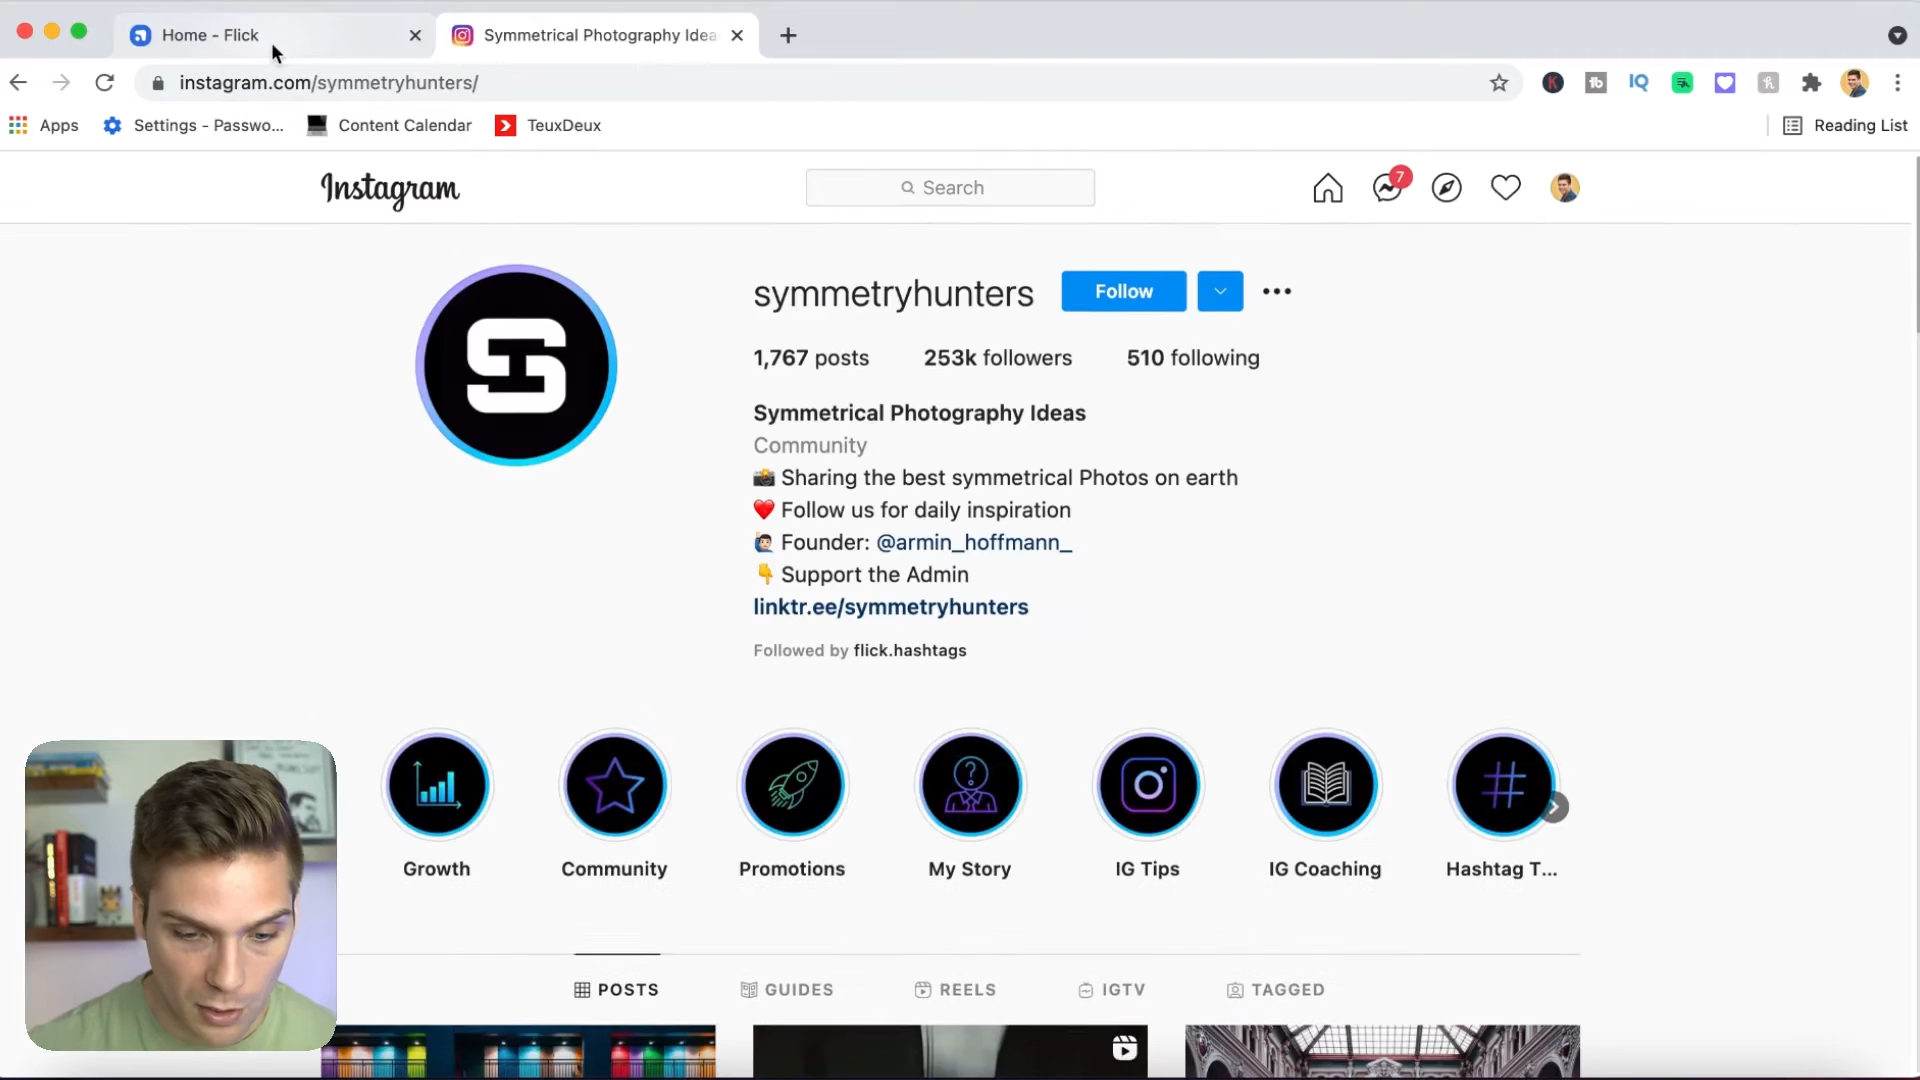 Home - Flick
Symmetrical Photography Idea
instagram.com/symmetryhunters/
Apps
Settings - Passwo...
Content Calendar
TeuxDeux
Reading List
Instagram
Search
7
symmetryhunters
Follow
1,767 posts 253k followers 510 following
Symmetrical Photography Ideas
Community
📸 Sharing the best symmetrical Photos on earth
❤️ Follow us for daily inspiration
🙋🏻‍♂️ Founder: @armin_hoffmann_
👇 Support the Admin
linktr.ee/symmetryhunters
Followed by flick.hashtags
Growth
Community
Promotions
My Story
IG Tips
IG Coaching
Hashtag T...
POSTS
GUIDES
REELS
IGTV
TAGGED